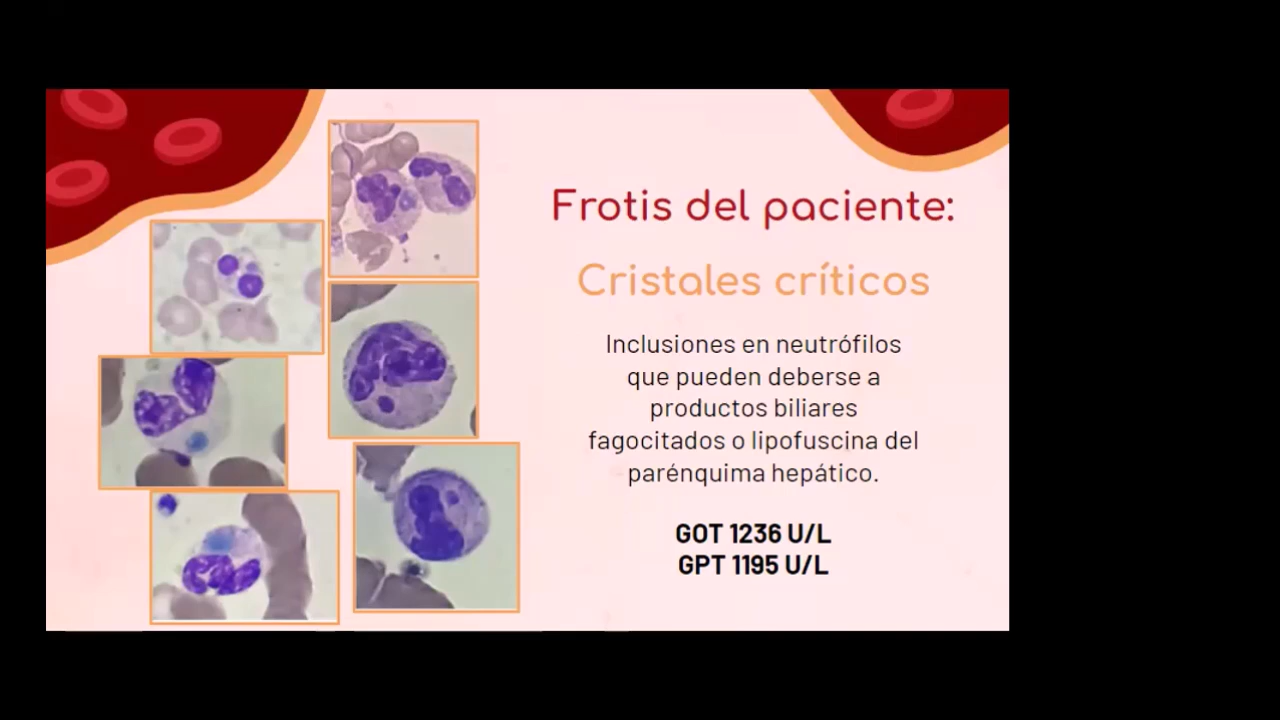 Frotis del paciente:
Cristales críticos
Inclusiones en neutrófilos
que pueden deberse a
productos biliares
fagocitados o lipofuscina del
parénquima hepático.
GOT 1236 U/L
GPT 1195 U/L